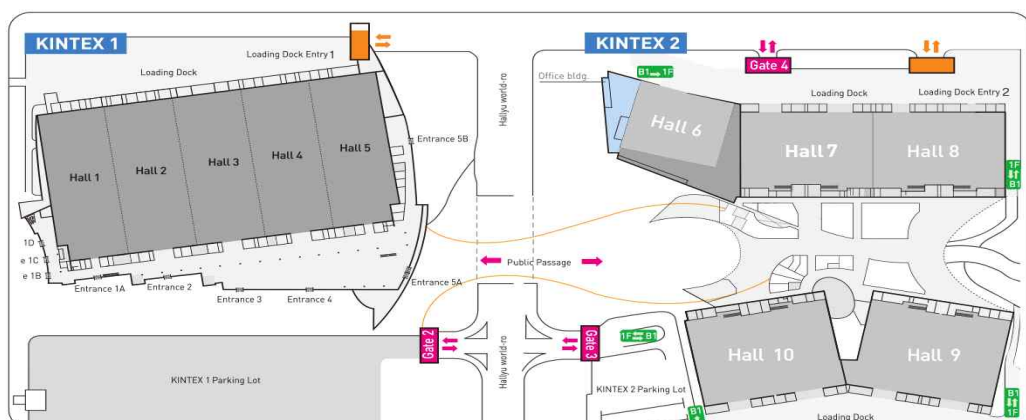 KINTEX 1
Loading Dock Entry 1
Loading Dock
Hall 1
Hall 2
Hall 3
Hall 4
Hall 5
Entrance 5B
1D
e 1C
e 1B
Entrance 1A
Entrance 2
Entrance 3
Entrance 4
Entrance 5A
Hallyu world-ro
Public Passage
Gate 2
Hallyu world-ro
Gate 3
KINTEX 1 Parking Lot
KINTEX 2
Office bldg.
B1 1F
Gate 4
Loading Dock
Loading Dock Entry 2
Hall 6
Hall 7
Hall 8
1F
B1
1F B1
KINTEX 2 Parking Lot
Hall 10
Hall 9
B1
B1
1F
Loading Dock